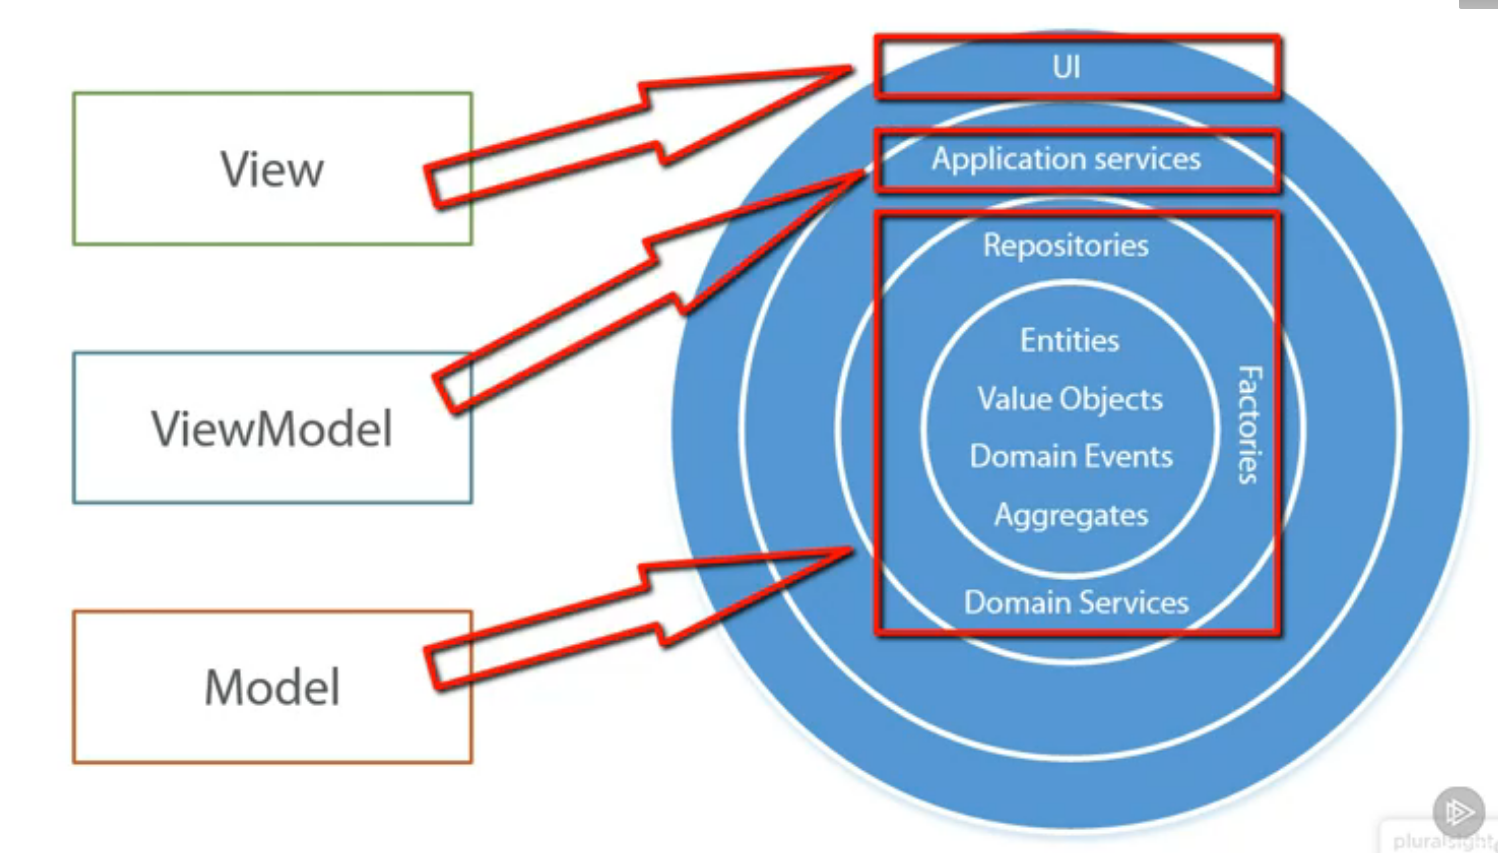 View
ViewModel
Model
UI
Application services
Repositories
Entities
Value Objects
Domain Events
Aggregates
Factories
Domain Services
pluralsight